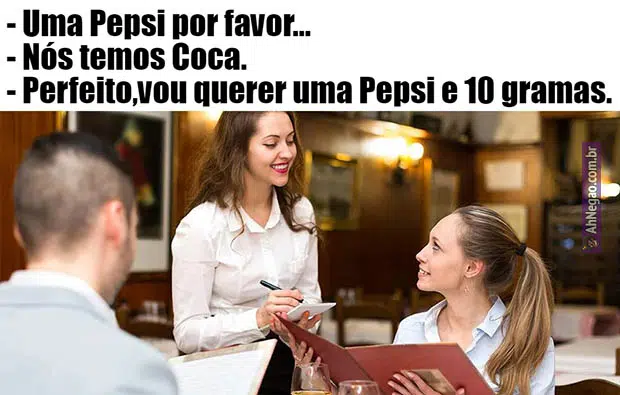 - Uma Pepsi por favor...
- Nós temos Coca.
- Perfeito,vou querer uma Pepsi e 10 gramas.
AhNegao.com.br